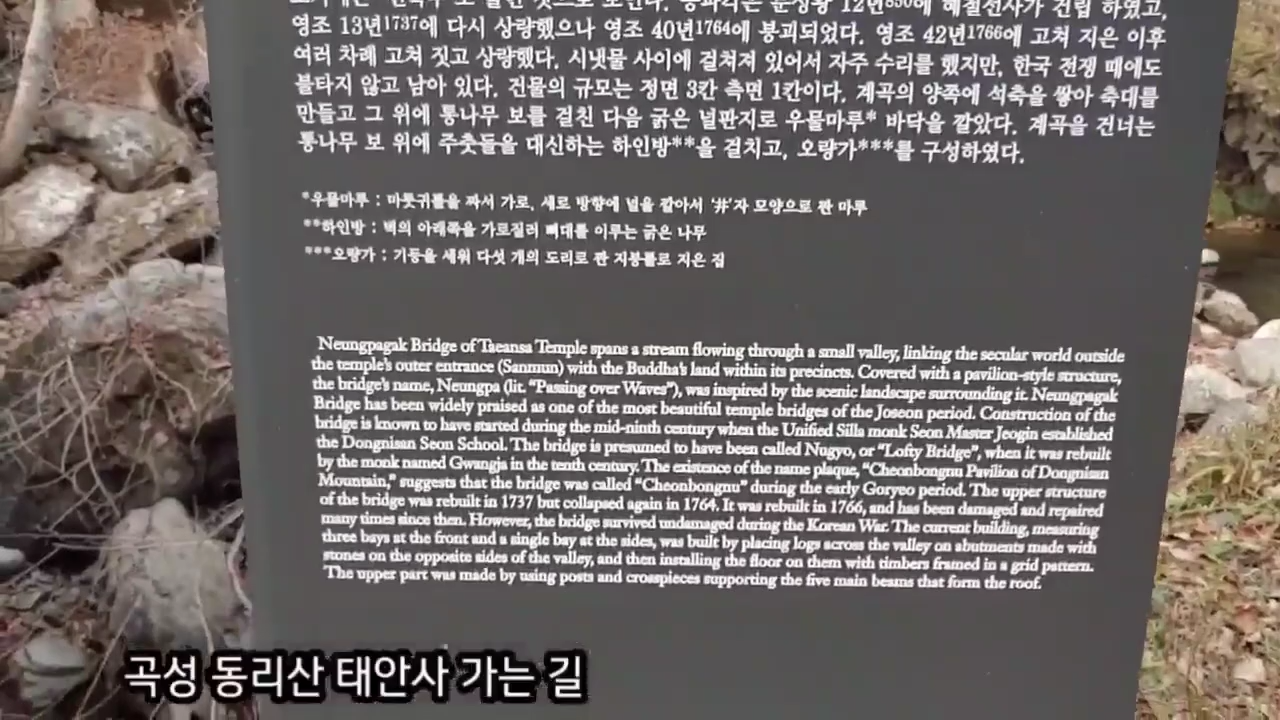 12년850에 혜철선사가 건립 하였고,
영조 13년1737에 다시 상량했으나 영조 40년1764에 붕괴되었다. 영조 42년1766에 고쳐 지은 이후
여러 차례 고쳐 짓고 상량했다. 시냇물 사이에 걸쳐져 있어서 자주 수리를 했지만, 한국 전쟁 때에도
불타지 않고 남아 있다. 건물의 규모는 정면 3칸 측면 1칸이다. 계곡의 양쪽에 석축을 쌓아 축대를
만들고 그 위에 통나무 보를 걸친 다음 굵은 널판지로 우물마루* 바닥을 깔았다. 계곡을 건너는
통나무 보 위에 주춧돌을 대신하는 하인방**을 걸치고, 오량가***를 구성하였다.
*우물마루 : 마룻귀틀을 짜서 가로, 세로 방향에 널을 깔아서 '井'자 모양으로 짠 마루
**하인방 : 벽의 아래쪽을 가로질러 뼈대를 이루는 굵은 나무
***오량가 : 기둥을 세워 다섯 개의 도리로 짠 지붕틀로 지은 집
Neungpagak Bridge of Taeansa Temple spans a stream flowing through a small valley, linking the secular world outside
the temple's outer entrance (Sanmun) with the Buddha's land within its precincts. Covered with a pavilion-style structure,
the bridge's name, Neungpa (lit. “Passing over Waves”), was inspired by the scenic landscape surrounding it. Neungpagak
Bridge has been widely praised as one of the most beautiful temple bridges of the Joseon period. Construction of the
bridge is known to have started during the mid-ninth century when the Unified Silla monk Seon Master Jeogin established
the Dongnisan Seon School. The bridge is presumed to have been called Nugyo, or “Lofty Bridge”, when it was rebuilt
by the monk named Gwangja in the tenth century. The existence of the name plaque, “Cheonbongnu Pavilion of Dongnisan
Mountain,” suggests that the bridge was called “Cheonbongnu” during the early Goryeo period. The upper structure
of the bridge was rebuilt in 1737 but collapsed again in 1764. It was rebuilt in 1766, and has been damaged and repaired
many times since then. However, the bridge survived undamaged during the Korean War. The current building, measuring
three bays at the front and a single bay at the sides, was built by placing logs across the valley on abutments made with
stones on the opposite sides of the valley, and then installing the floor on them with timbers framed in a grid pattern.
The upper part was made by using posts and crosspieces supporting the five main beams that form the roof.
곡성 동리산 태안사 가는 길